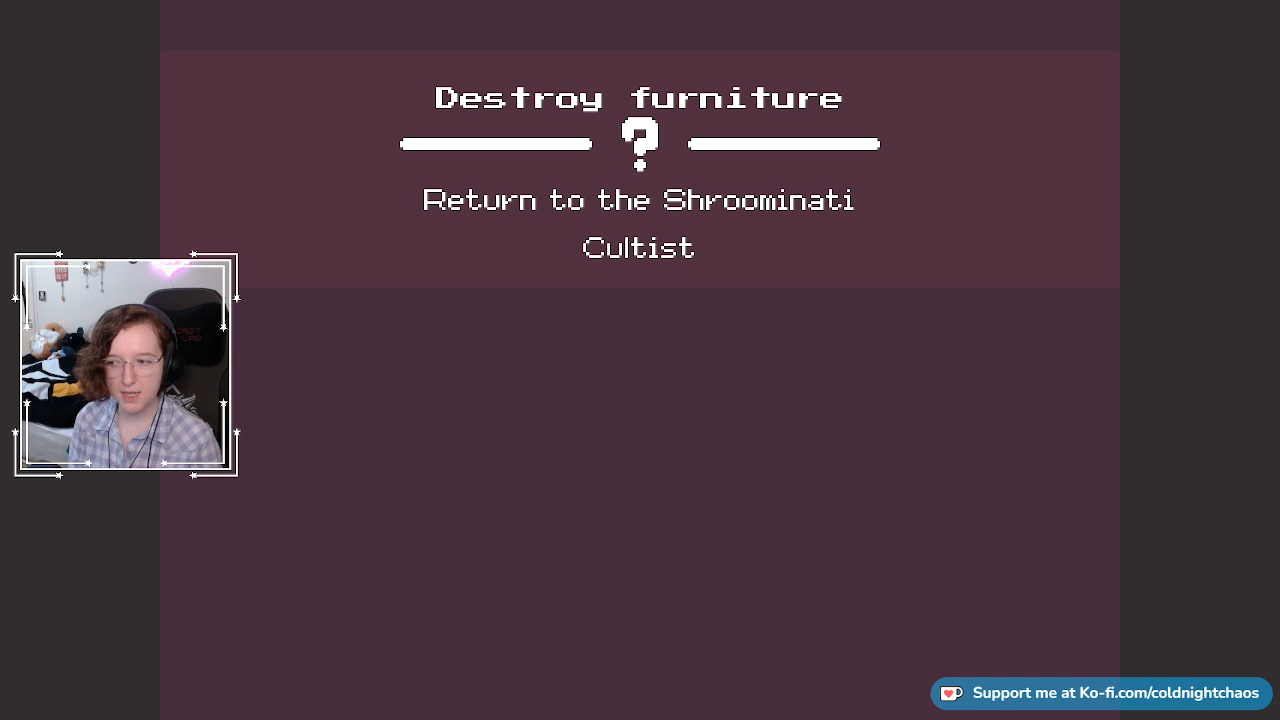 Destroy furniture
?
Return to the Shroominati
Cultist
Support me at Ko-fi.com/coldnightchaos